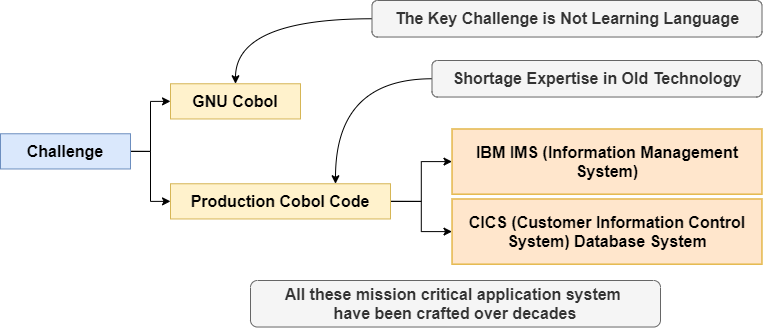 The Key Challenge is Not Learning Language
Shortage Expertise in Old Technology
GNU Cobol
Challenge
IBM IMS (Information Management
System)
Production Cobol Code
CICS (Customer Information Control
System) Database System
All these mission critical application system
have been crafted over decades